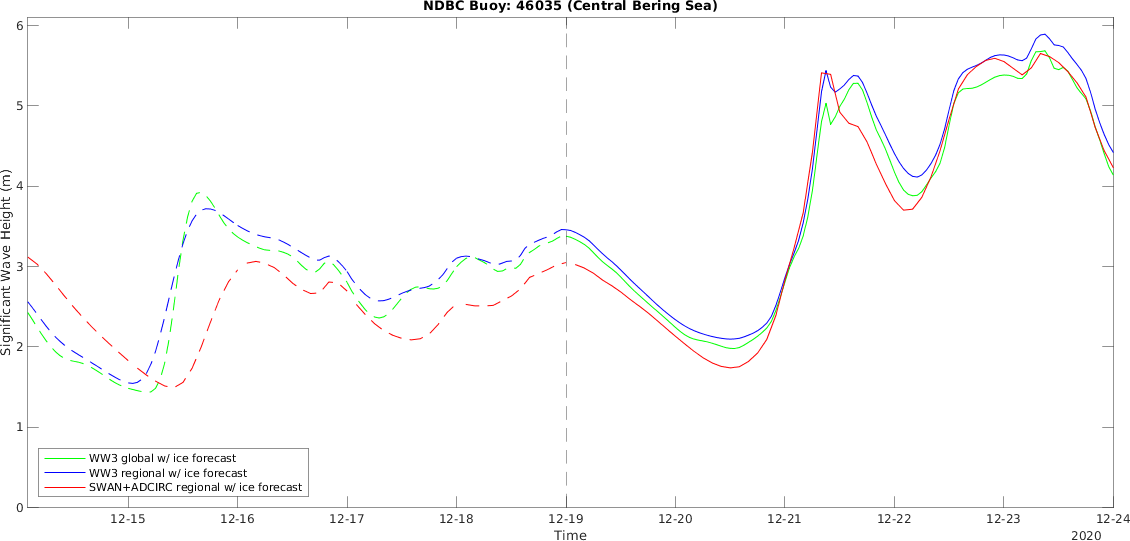 NDBC Buoy: 46035 (Central Bering Sea)
6
5
4
3
2
1
0
Significant Wave Height (m)
WW3 global w/ ice forecast
WW3 regional w/ ice forecast
SWAN+ADCIRC regional w/ ice forecast
12-15 12-16 12-17 12-18 12-19 12-20 12-21 12-22 12-23 12-24
Time
2020